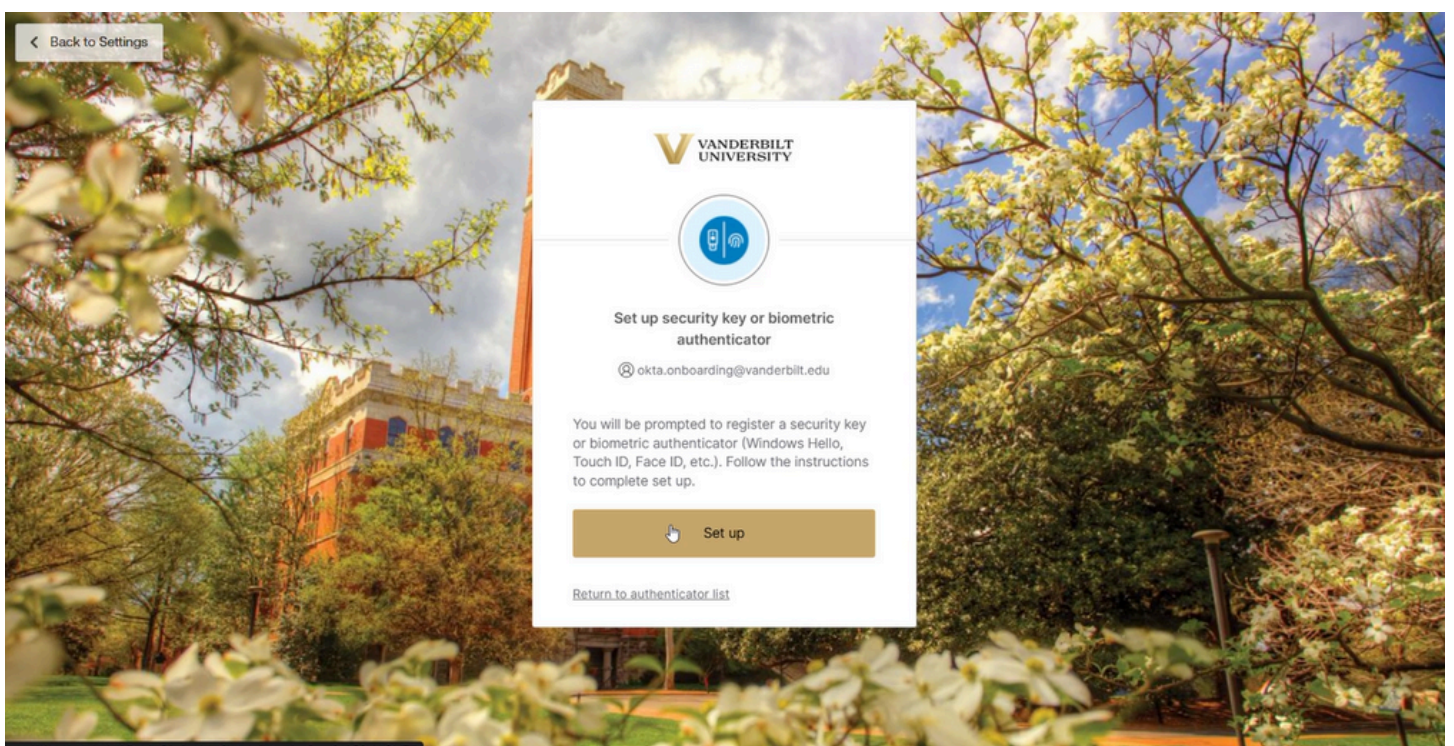 Back to Settings
VANDERBILT
UNIVERSITY
Set up security key or biometric
authenticator
okta.onboarding@vanderbilt.edu
You will be prompted to register a security key
or biometric authenticator (Windows Hello,
Touch ID, Face ID, etc.). Follow the instructions
to complete set up.
Set up
Return to authenticator list